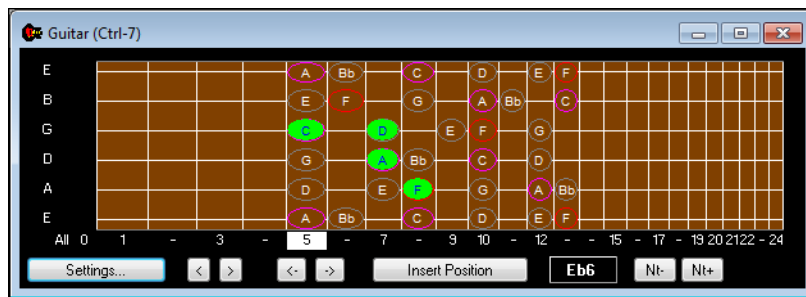 Guitar (Ctrl-7)
E A Bb C D E F
B E F G A Bb C
G C D E F G
D G A Bb C D
A D E F G A Bb
E A Bb C D E F
All 0 1 - 3 - 5 - 7 - 9 10 - 12 - - 15 - 17 - 19 20 21 22 - 24
Settings... < > <- -> Insert Position Eb6 Nt- Nt+